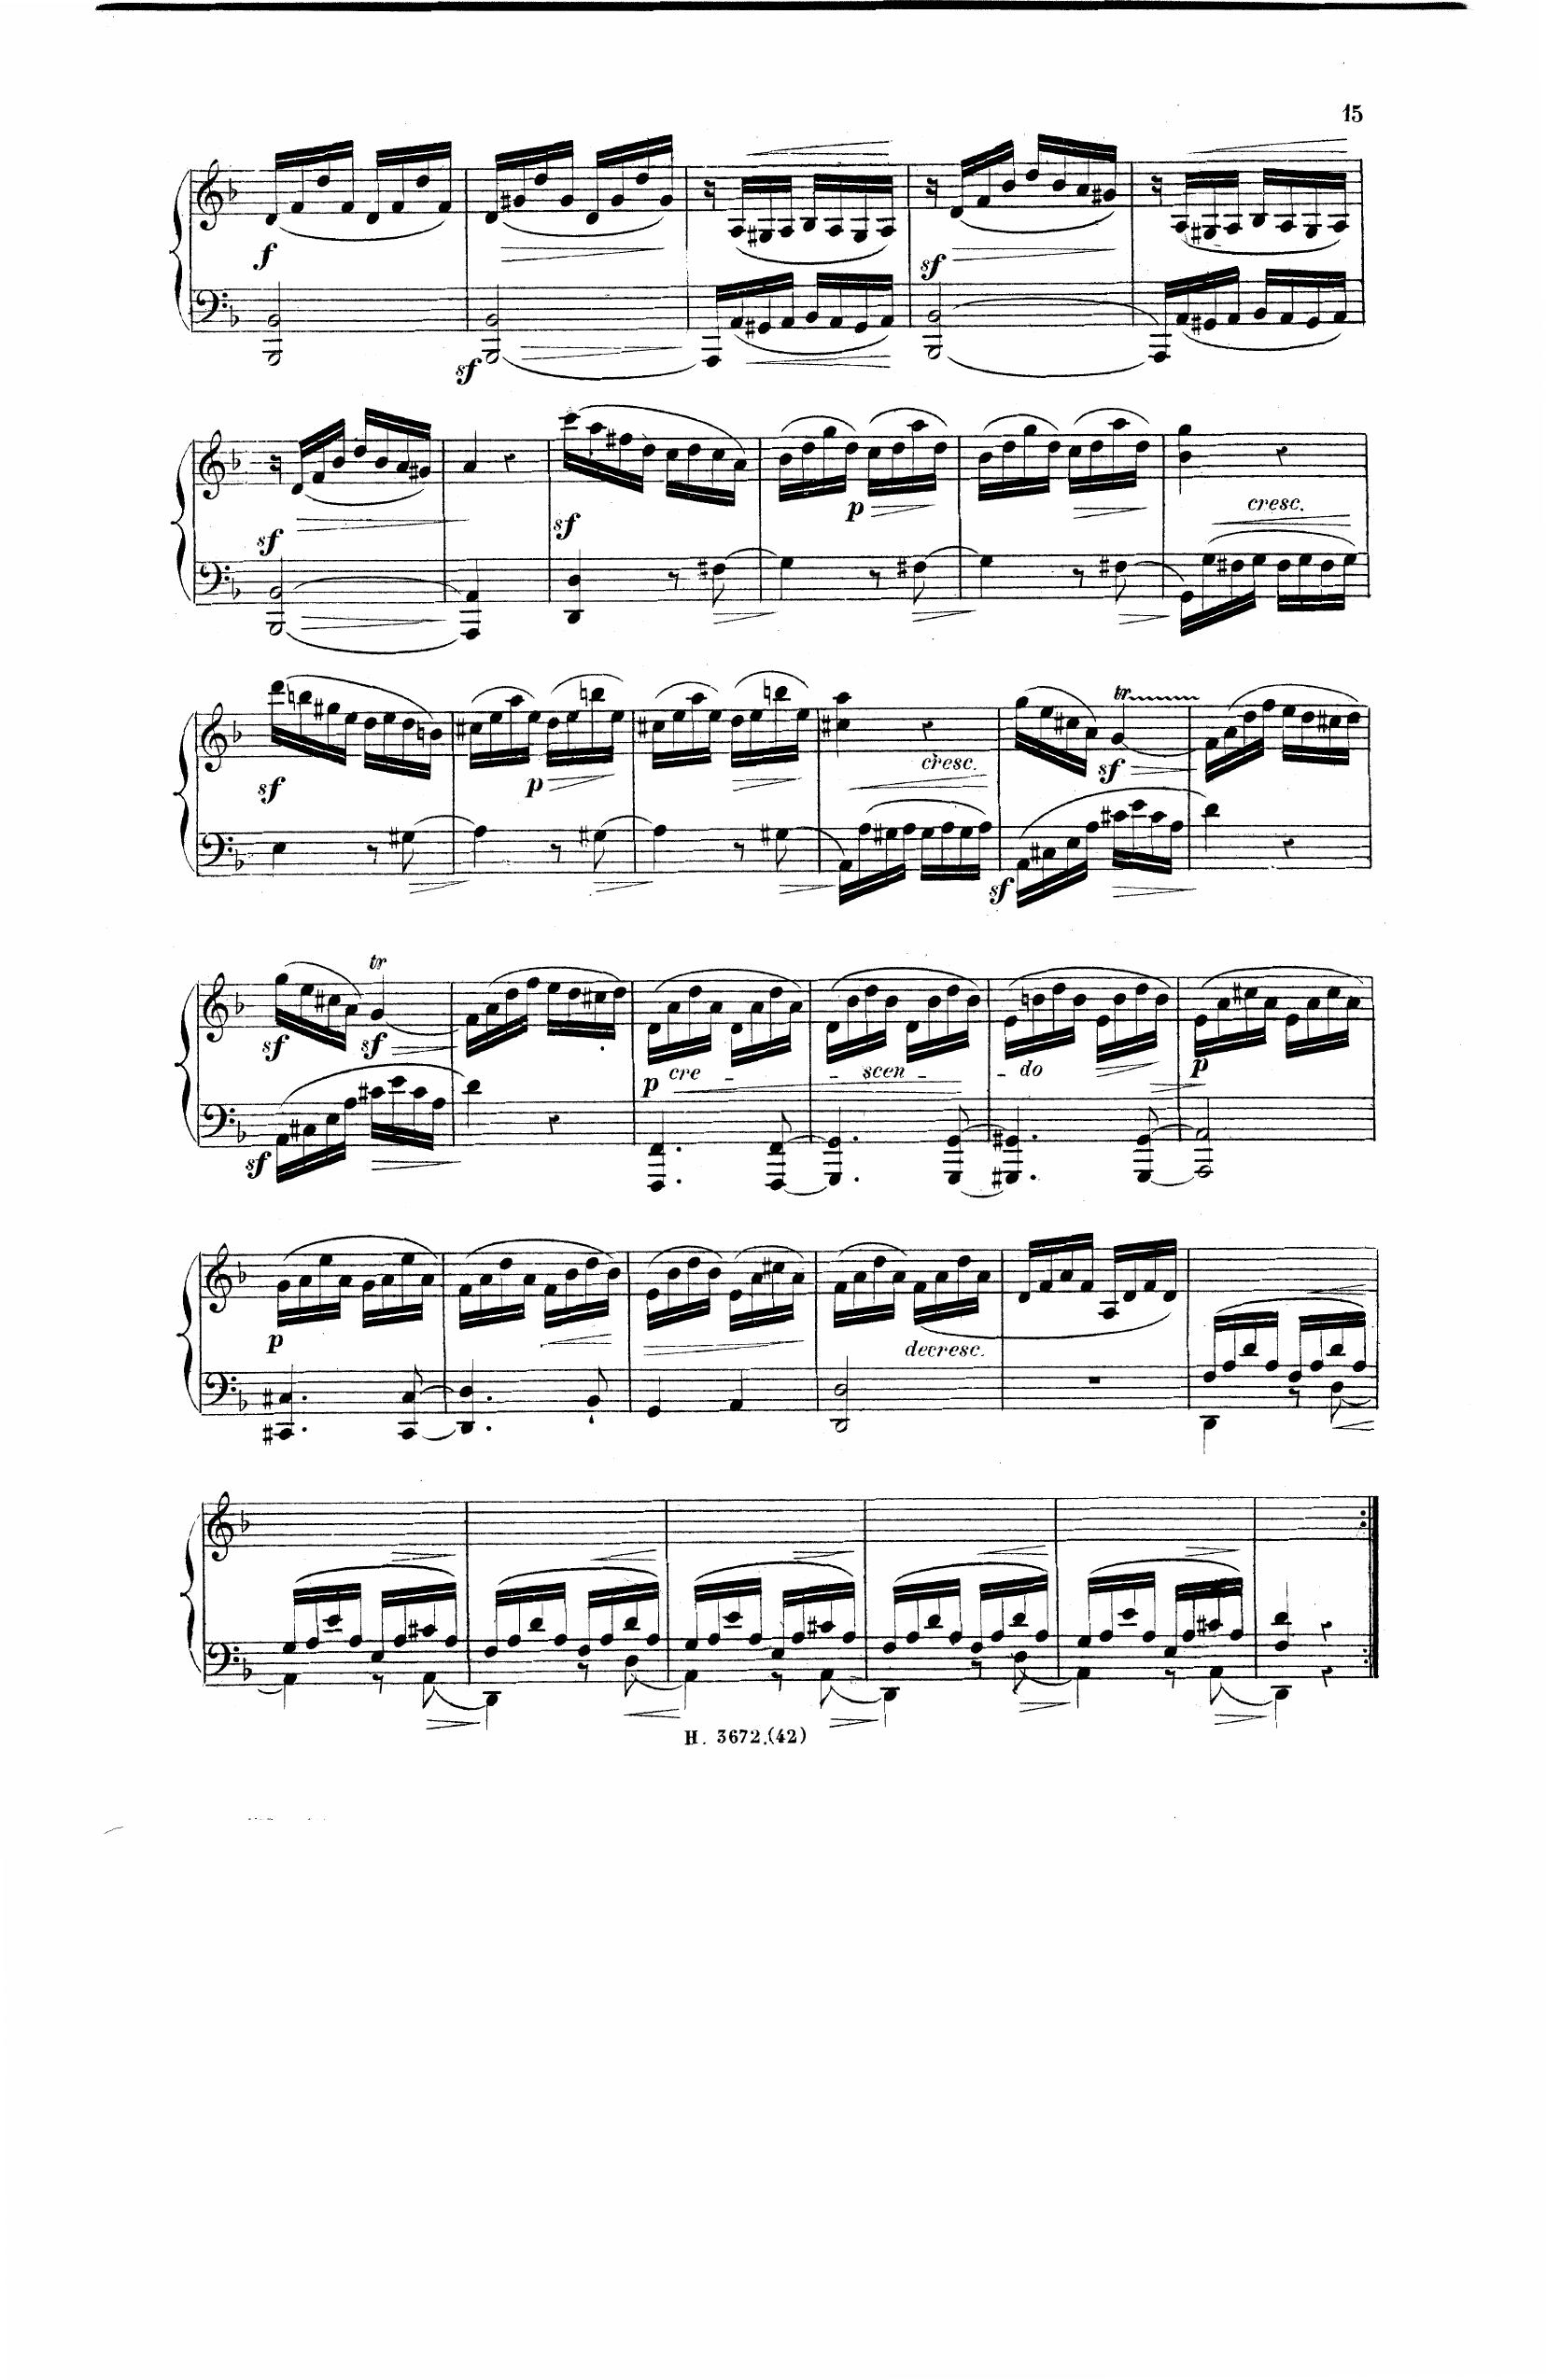 15
f
sf
sf
sf
sf
p
cresc.
sf
p
cresc.
sf
sf
tr
sf
sf
tr
sf
p
cre - - scen - - do
p
p
decresc.
H. 3672.(42)